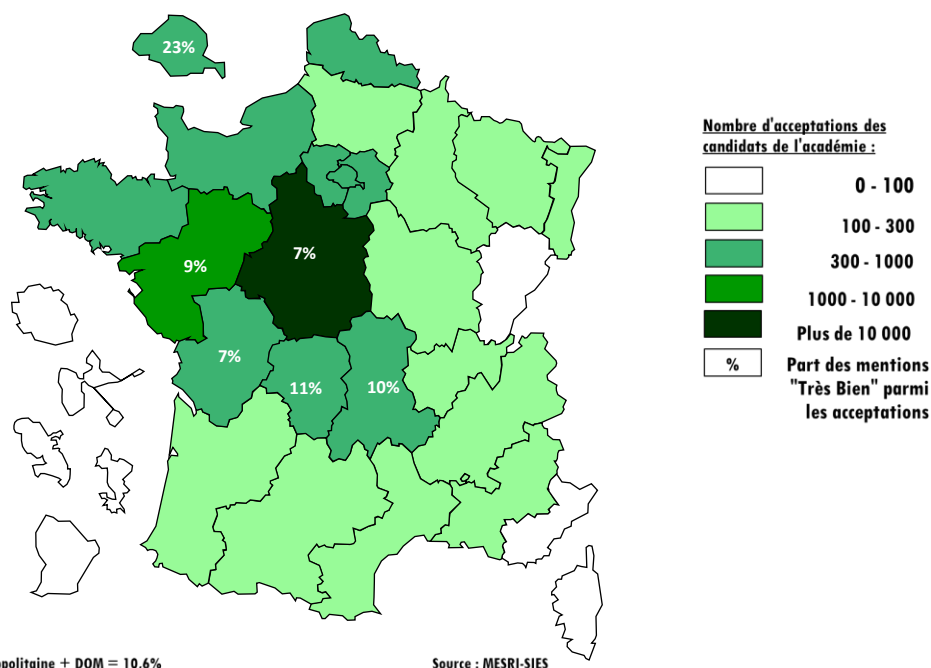 23%
9%
7%
7%
11%
10%
Nombre d'acceptations des
candidats de l'académie :
0 - 100
100 - 300
300 - 1000
1000 - 10 000
Plus de 10 000
% Part des mentions
"Très Bien" parmi
les acceptations
opolitaine + DOM = 10,6%
Source : MESRI-SIES